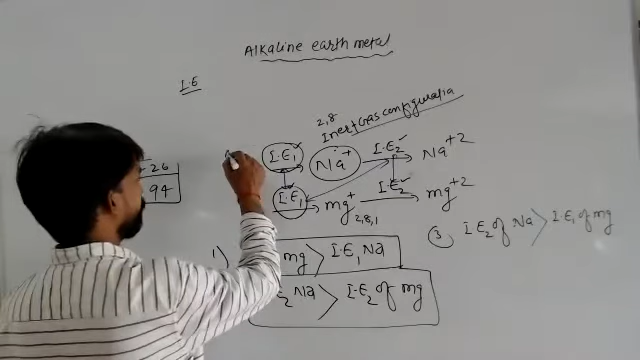 Alkaline earth metal
I.E
2,8
Inert gas configuratia
I.E₁ Na⁺ I.E₂ Na⁺²
I.E₁ mg⁺ I.E₂ mg⁺²
2,8,1
26
94
1) mg > I.E₁ Na
Na > I.E₂ of mg
③ I.E₂ of Na > I.E₁ of mg